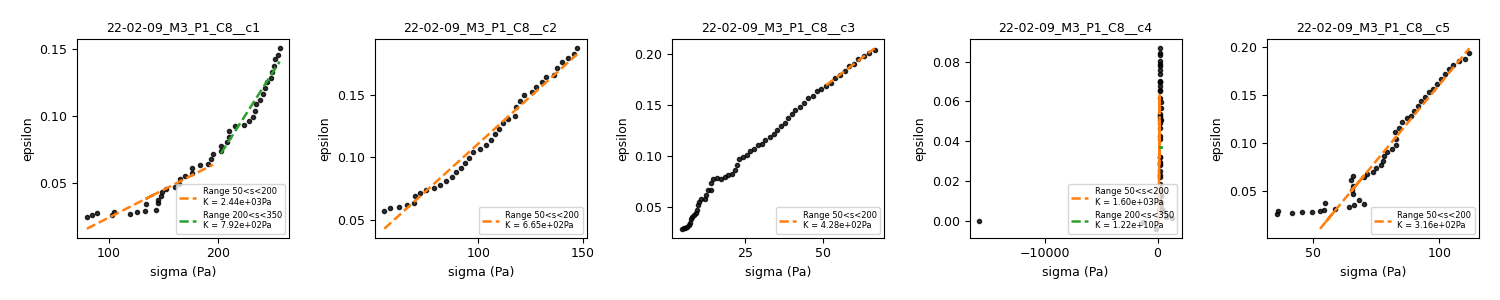 22-02-09_M3_P1_C8__c1
epsilon
0.15
0.10
0.05
100
200
sigma (Pa)
Range 50<s<200
K = 2.44e+03Pa
Range 200<s<350
K = 7.92e+02Pa
22-02-09_M3_P1_C8__c2
epsilon
0.15
0.10
0.05
100
150
sigma (Pa)
Range 50<s<200
K = 6.65e+02Pa
22-02-09_M3_P1_C8__c3
epsilon
0.20
0.15
0.10
0.05
25
50
sigma (Pa)
Range 50<s<200
K = 4.28e+02Pa
22-02-09_M3_P1_C8__c4
epsilon
0.08
0.06
0.04
0.02
0.00
−10000
0
sigma (Pa)
Range 50<s<200
K = 1.60e+03Pa
Range 200<s<350
K = 1.22e+10Pa
22-02-09_M3_P1_C8__c5
epsilon
0.20
0.15
0.10
0.05
50
100
sigma (Pa)
Range 50<s<200
K = 3.16e+02Pa